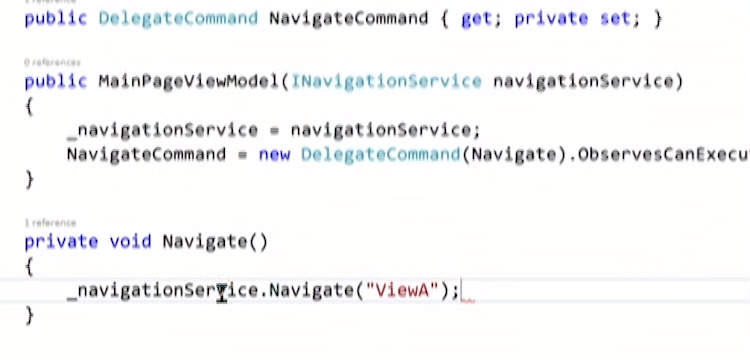 public DelegateCommand NavigateCommand { get; private set; }
0 references
public MainPageViewModel(INavigationService navigationService)
{
_navigationService = navigationService;
NavigateCommand = new DelegateCommand(Navigate).ObservesCanExecu
}
1 reference
private void Navigate()
{
_navigationService.Navigate("ViewA");
}